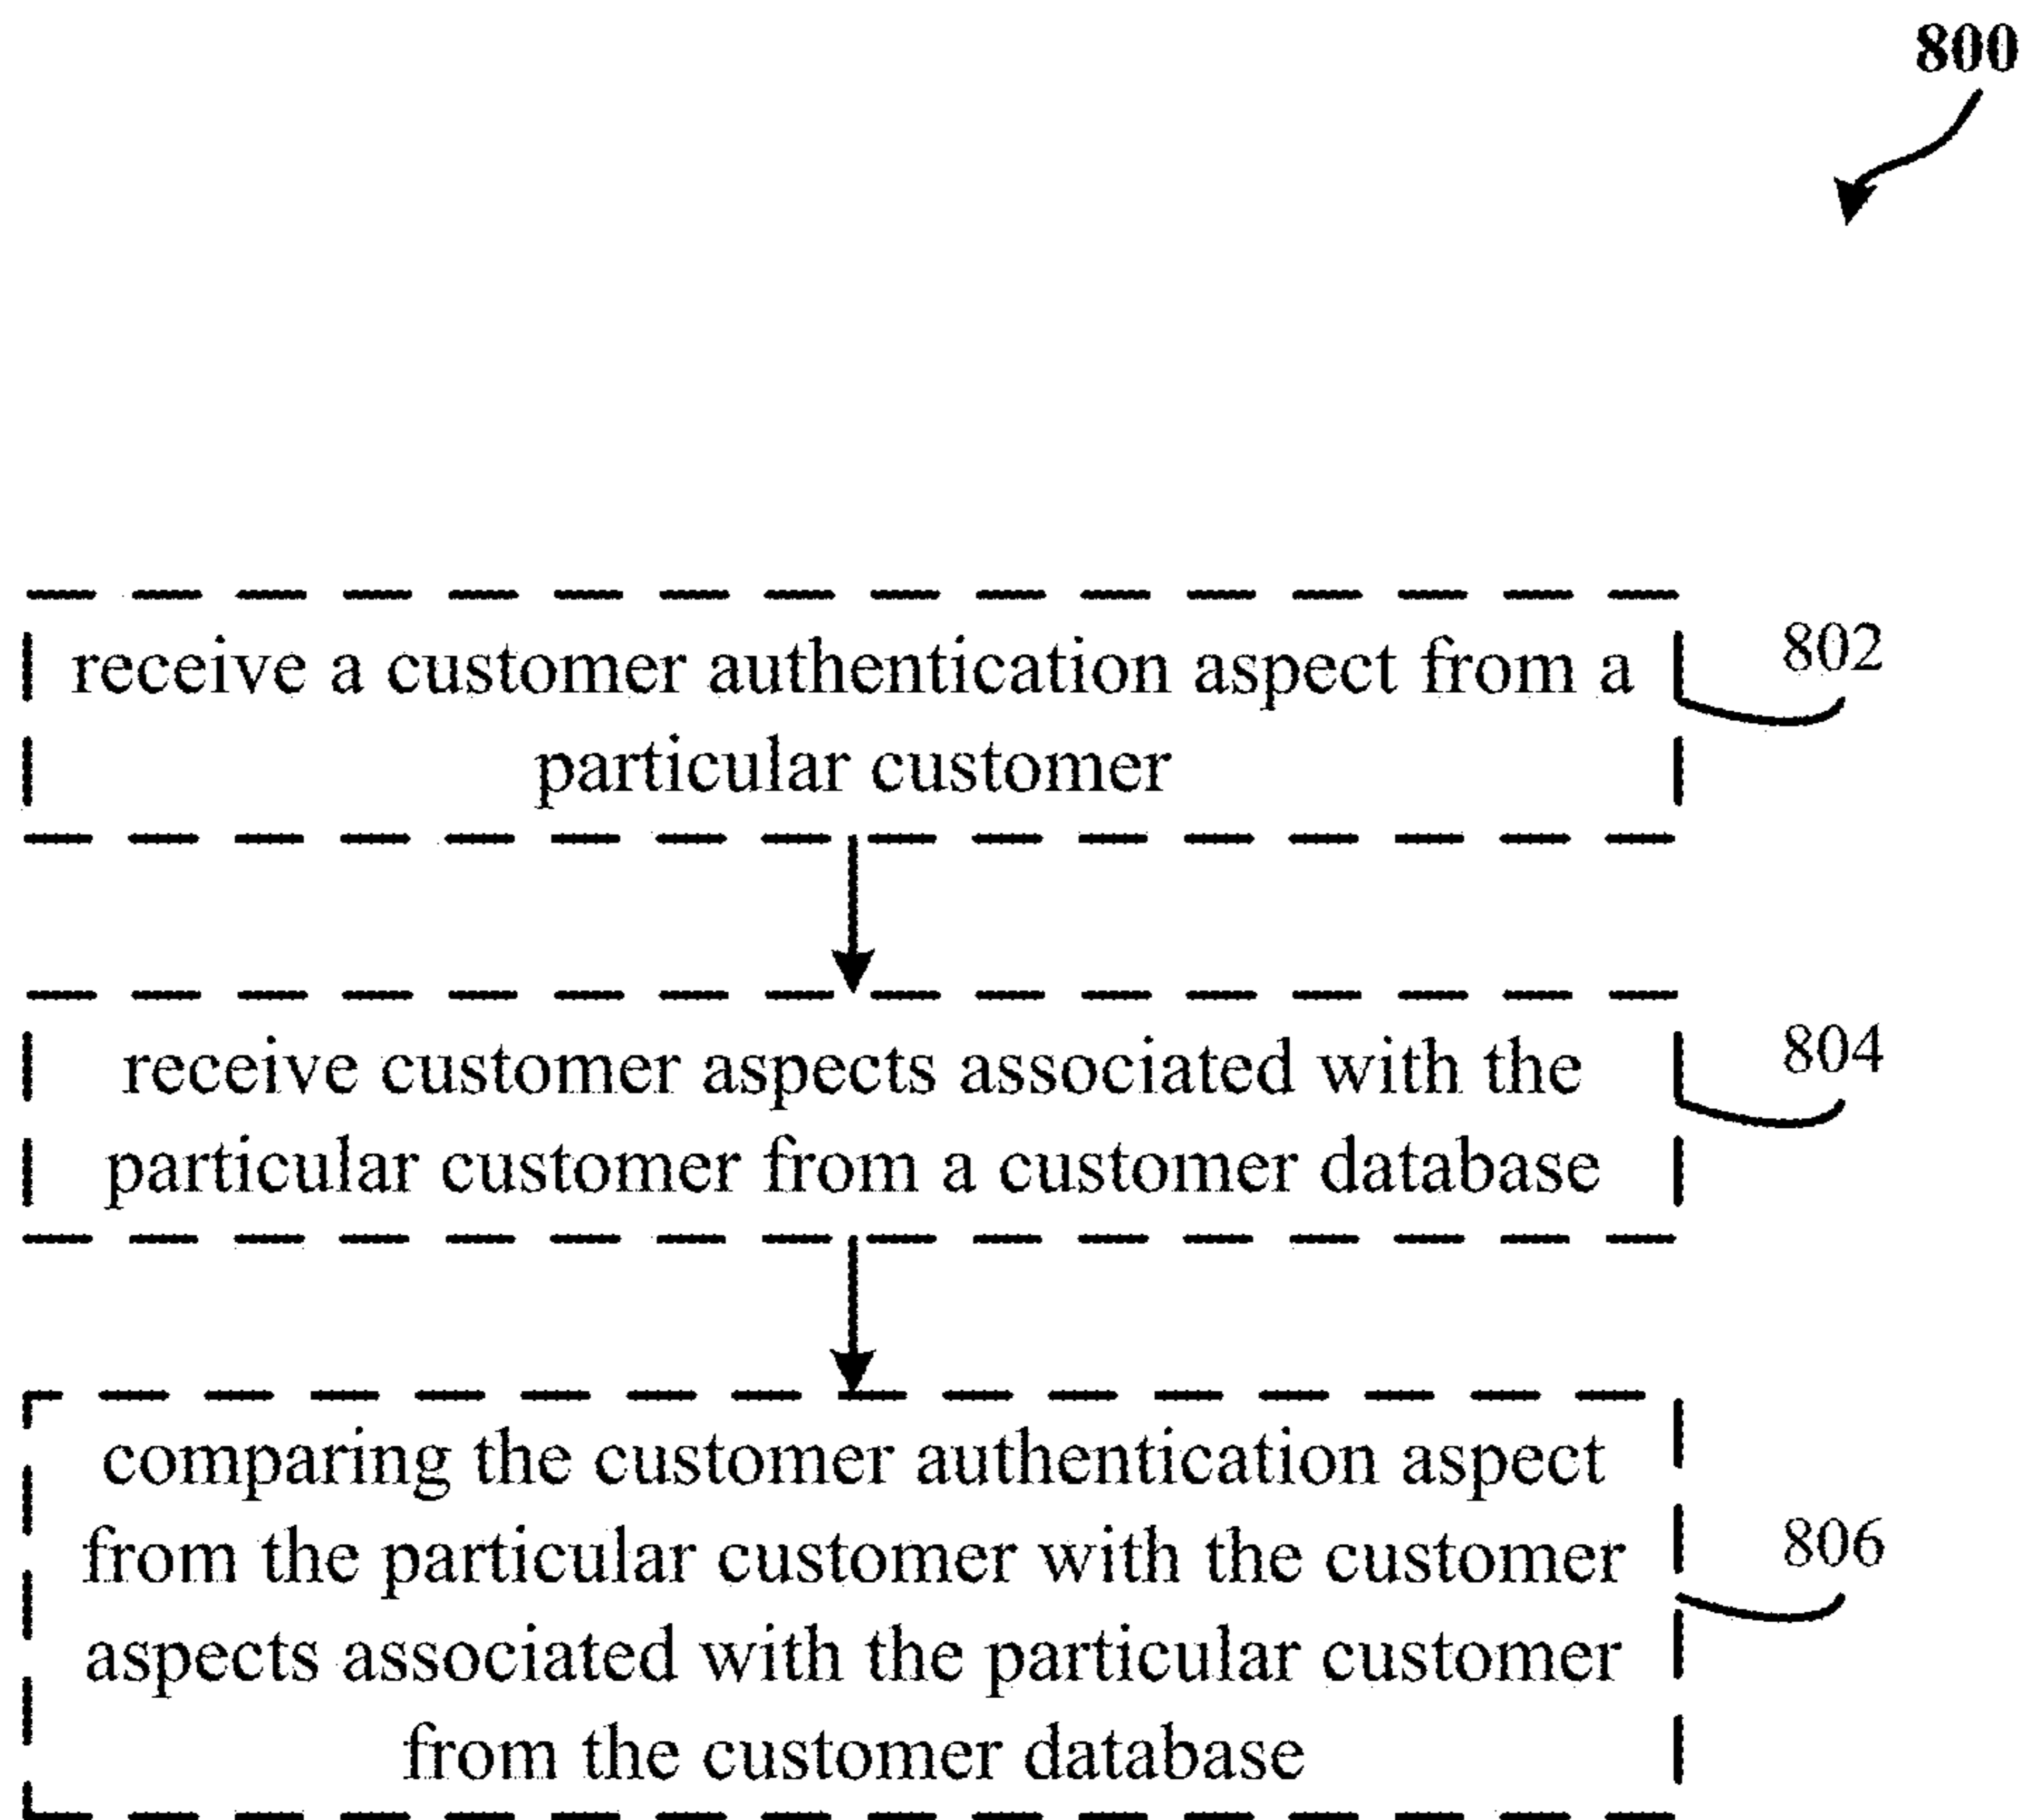 800
receive a customer authentication aspect from a
particular customer
802
receive customer aspects associated with the
particular customer from a customer database
804
comparing the customer authentication aspect
from the particular customer with the customer
aspects associated with the particular customer
from the customer database
806